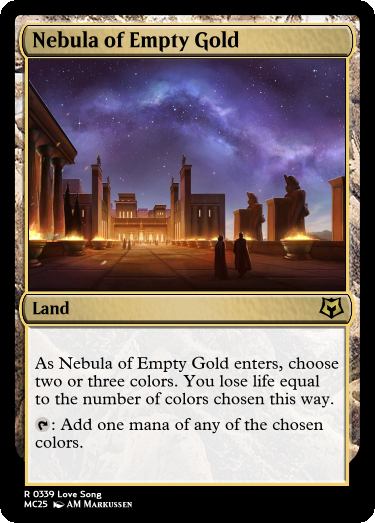 Nebula of Empty Gold
Land
As Nebula of Empty Gold enters, choose
two or three colors. You lose life equal
to the number of colors chosen this way.
: Add one mana of any of the chosen
colors.
R 0339 Love Song
MC25 AM Markussen